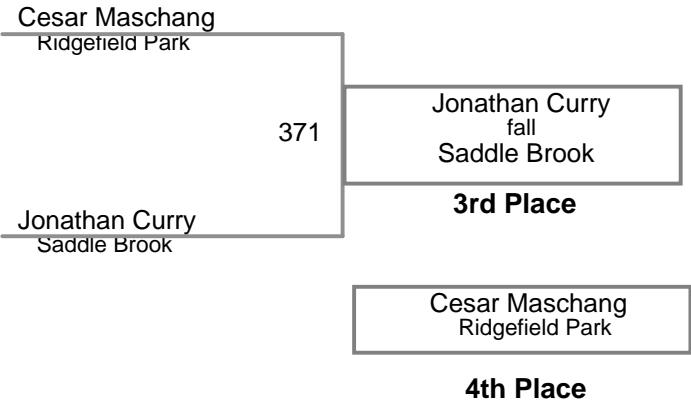 Cesar Maschang
Ridgefield Park
371
Jonathan Curry
fall
Saddle Brook
3rd Place
Jonathan Curry
Saddle Brook
Cesar Maschang
Ridgefield Park
4th Place